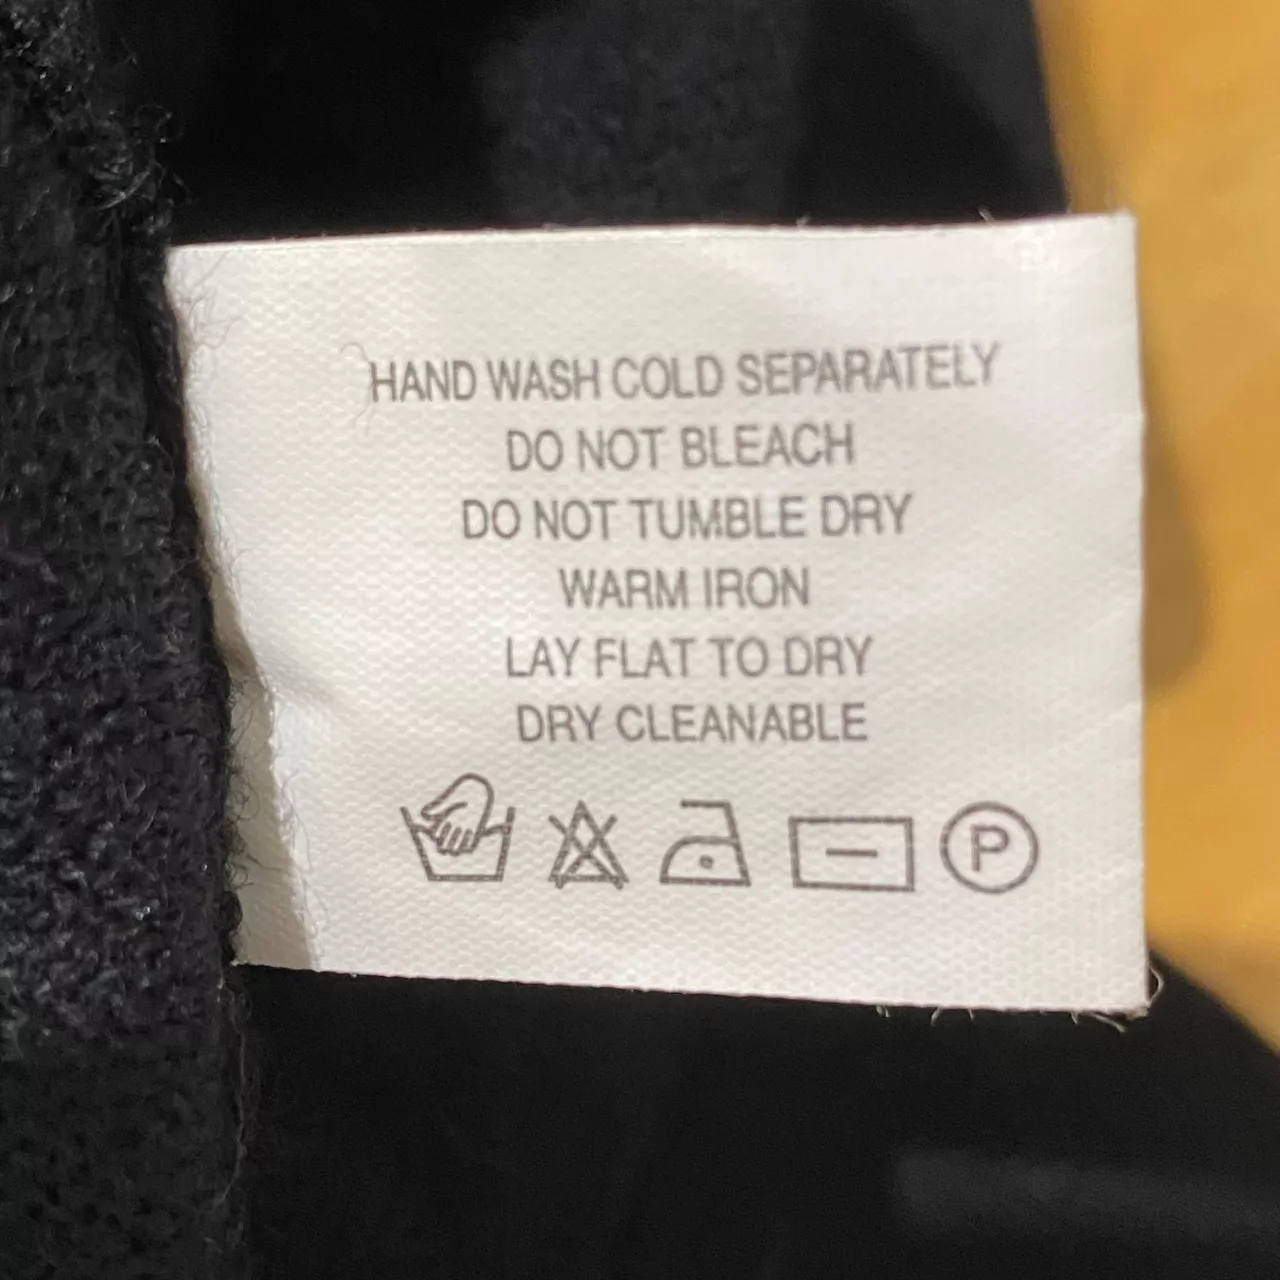 HAND WASH COLD SEPARATELY
DO NOT BLEACH
DO NOT TUMBLE DRY
WARM IRON
LAY FLAT TO DRY
DRY CLEANABLE
P